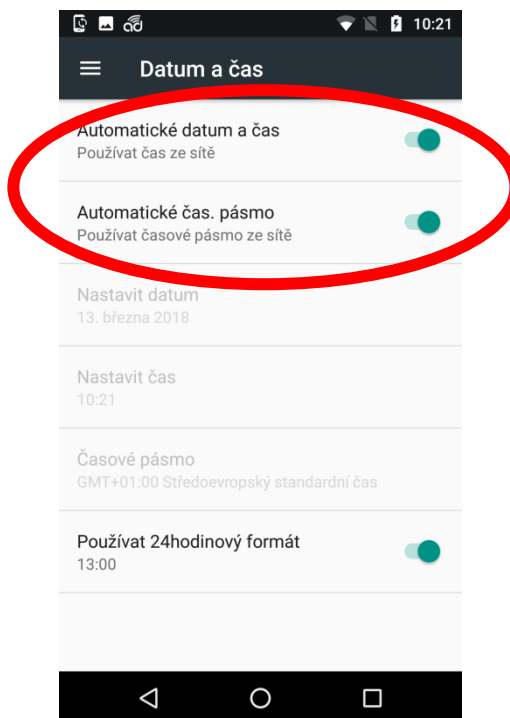 10:21
Datum a čas
Automatické datum a čas
Používat čas ze sítě
Automatické čas. pásmo
Používat časové pásmo ze sítě
Nastavit datum
13. března 2018
Nastavit čas
10:21
Časové pásmo
GMT+01:00 Středoevropský standardní čas
Používat 24hodinový formát
13:00